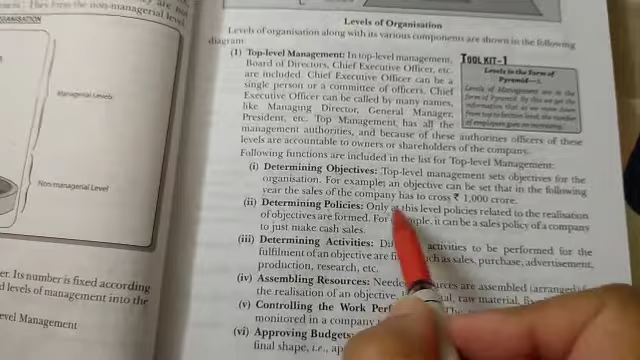 they are not
. They form the non-managerial level
GANISATION
Managerial Levels
Non-managerial Level
er. Its number is fixed according
d levels of management into the
evel Management
Levels of Organisation
Levels of organisation along with its various components are shown in the following
diagram:
(1) Top-level Management: In top-level management,
Board of Directors, Chief Executive Officer, etc.
are included. Chief Executive Officer can be a
single person or a committee of officers. Chief
Executive Officer can be called by many names,
like Managing Director, General Manager,
President, etc. Top Management has all the
management authorities, and because of these authorities officers of these
levels are accountable to owners or shareholders of the company.
TOOL KIT-1
Levels in the Form of
Pyramid
Levels of Management are in the
form of Pyramid. By this we get the
information that as we move down
from top to bottom level, the number
of employees goes on increasing.
Following functions are included in the list for Top-level Management:
(i) Determining Objectives: Top-level management sets objectives for the
organisation. For example, an objective can be set that in the following
year the sales of the company has to cross ₹ 1,000 crore.
(ii) Determining Policies: Only at this level policies related to the realisation
of objectives are formed. For it can be a sales policy of a company
to just make cash sales.
(iii) Determining Activities: activities to be performed for the
fulfilment of an objective are such as sales, purchase, advertisement,
production, research, etc.
(iv) Assembling Resources: are assembled (arranged)
the realisation of an objective, raw material,
(v) Controlling the Work
monitored in a company
(vi) Approving Budgets
final shape, i.e.,